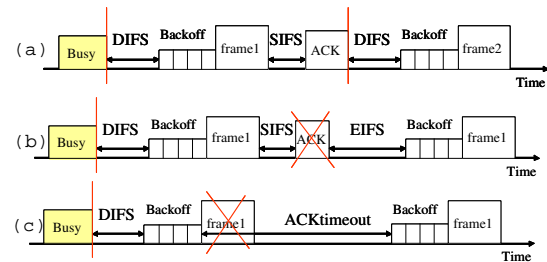 (a) Busy DIFS Backoff frame1 SIFS ACK DIFS Backoff frame2
Time
(b) Busy DIFS Backoff frame1 SIFS ACK EIFS Backoff frame1
Time
(c) Busy DIFS Backoff frame1 ACKtimeout Backoff frame1
Time